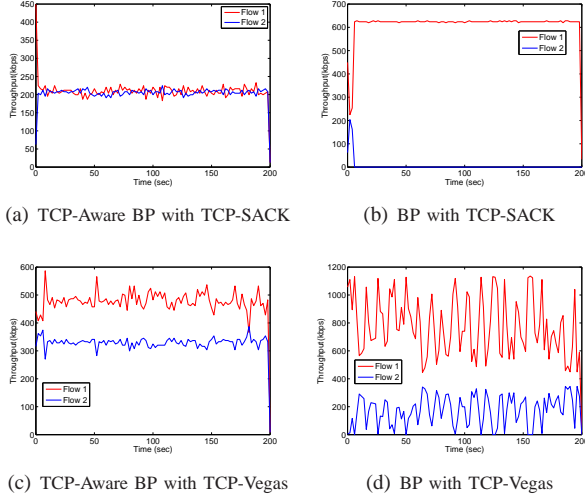 450
400
350
300
250
200
150
100
50
0
Throughput(kbps)
Flow 1
Flow 2
0 50 100 150 200
Time (sec)
(a) TCP-Aware BP with TCP-SACK
700
600
500
400
300
200
100
0
Throughput(kbps)
Flow 1
Flow 2
0 50 100 150 200
Time (sec)
(b) BP with TCP-SACK
600
500
400
300
200
100
0
Throughput(kbps)
Flow 1
Flow 2
0 50 100 150 200
Time (sec)
(c) TCP-Aware BP with TCP-Vegas
1200
1000
800
600
400
200
0
Throughput(kbps)
Flow 1
Flow 2
0 50 100 150 200
Time (sec)
(d) BP with TCP-Vegas